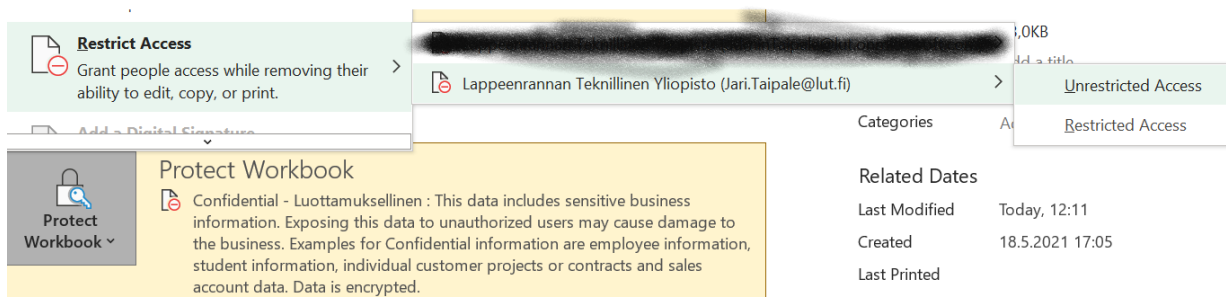 Restrict Access
Grant people access while removing their
ability to edit, copy, or print.
Lappeenrannan Teknillinen Yliopisto (Jari.Taipale@lut.fi)
Unrestricted Access
Restricted Access
,0KB
Add a Digital Signature
Categories
Protect
Workbook
Protect Workbook
Confidential - Luottamuksellinen : This data includes sensitive business
information. Exposing this data to unauthorized users may cause damage to
the business. Examples for Confidential information are employee information,
student information, individual customer projects or contracts and sales
account data. Data is encrypted.
Related Dates
Last Modified Today, 12:11
Created 18.5.2021 17:05
Last Printed